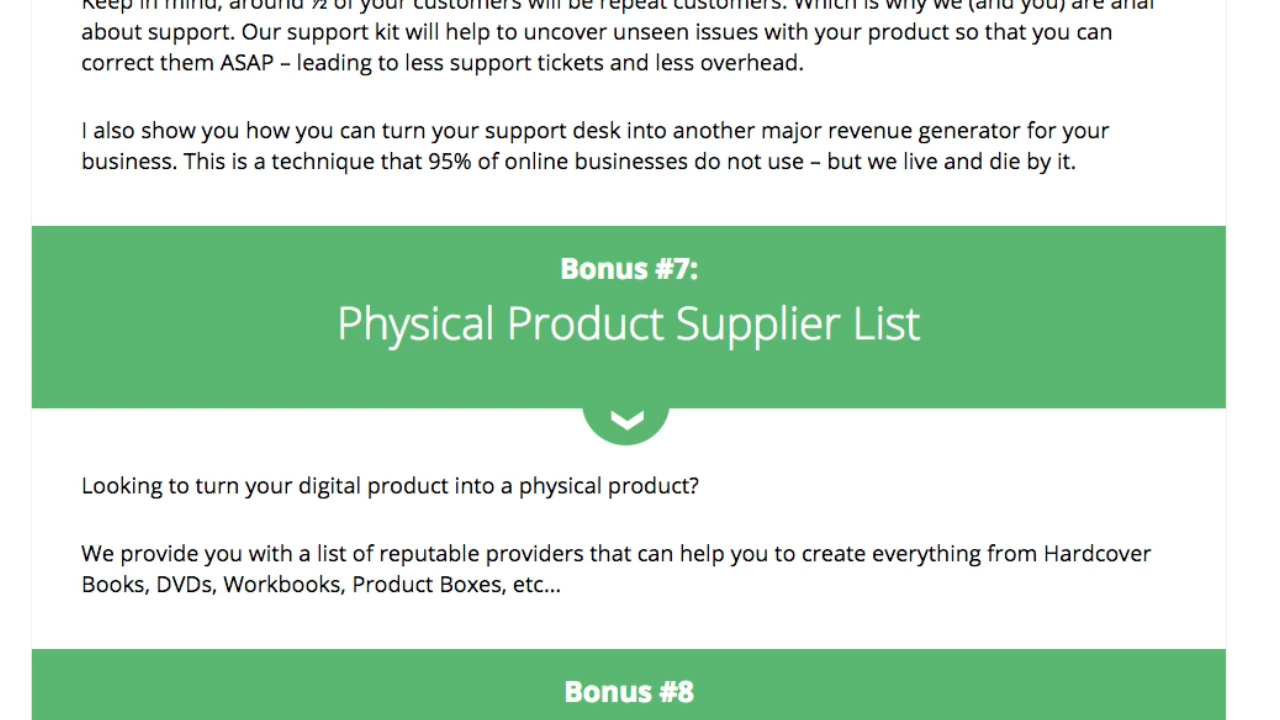 Keep in mind, around ½ of your customers will be repeat customers. Which is why we (and you) are anal
about support. Our support kit will help to uncover unseen issues with your product so that you can
correct them ASAP – leading to less support tickets and less overhead.
I also show you how you can turn your support desk into another major revenue generator for your
business. This is a technique that 95% of online businesses do not use – but we live and die by it.
Bonus #7:
Physical Product Supplier List
Looking to turn your digital product into a physical product?
We provide you with a list of reputable providers that can help you to create everything from Hardcover
Books, DVDs, Workbooks, Product Boxes, etc...
Bonus #8